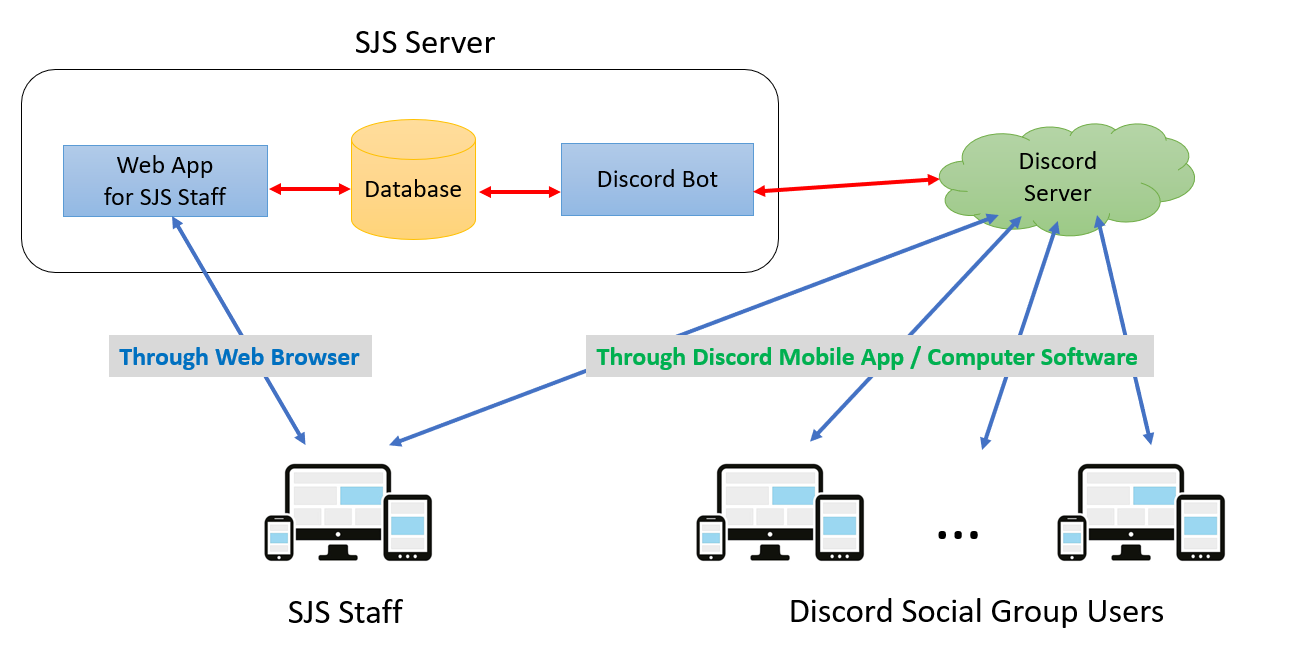 SJS Server
Web App
for SJS Staff
Database
Discord Bot
Discord
Server
Through Web Browser
Through Discord Mobile App / Computer Software
...
SJS Staff
Discord Social Group Users